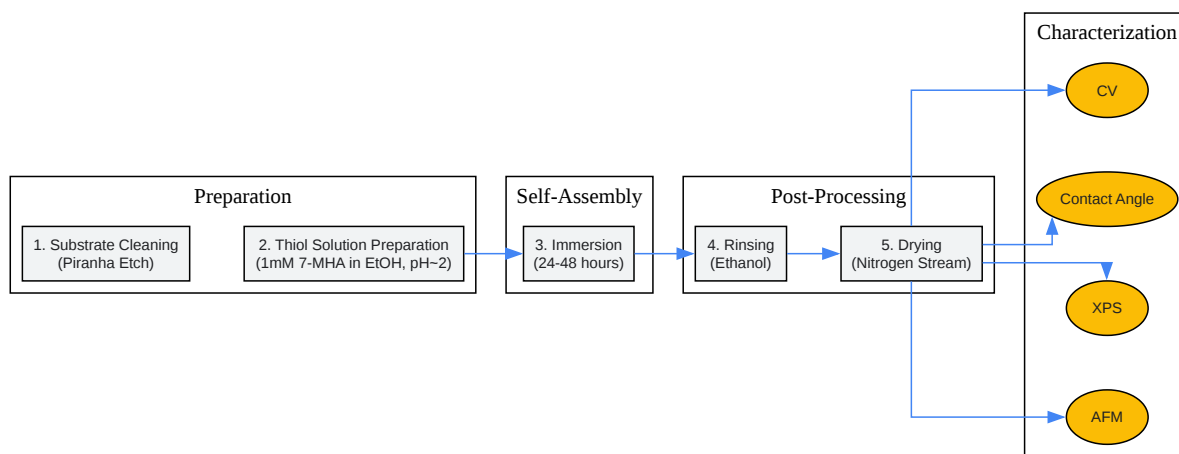 Preparation
1. Substrate Cleaning
(Piranha Etch)
2. Thiol Solution Preparation
(1mM 7-MHA in EtOH, pH~2)
Self-Assembly
3. Immersion
(24-48 hours)
Post-Processing
4. Rinsing
(Ethanol)
5. Drying
(Nitrogen Stream)
Characterization
CV
Contact Angle
XPS
AFM